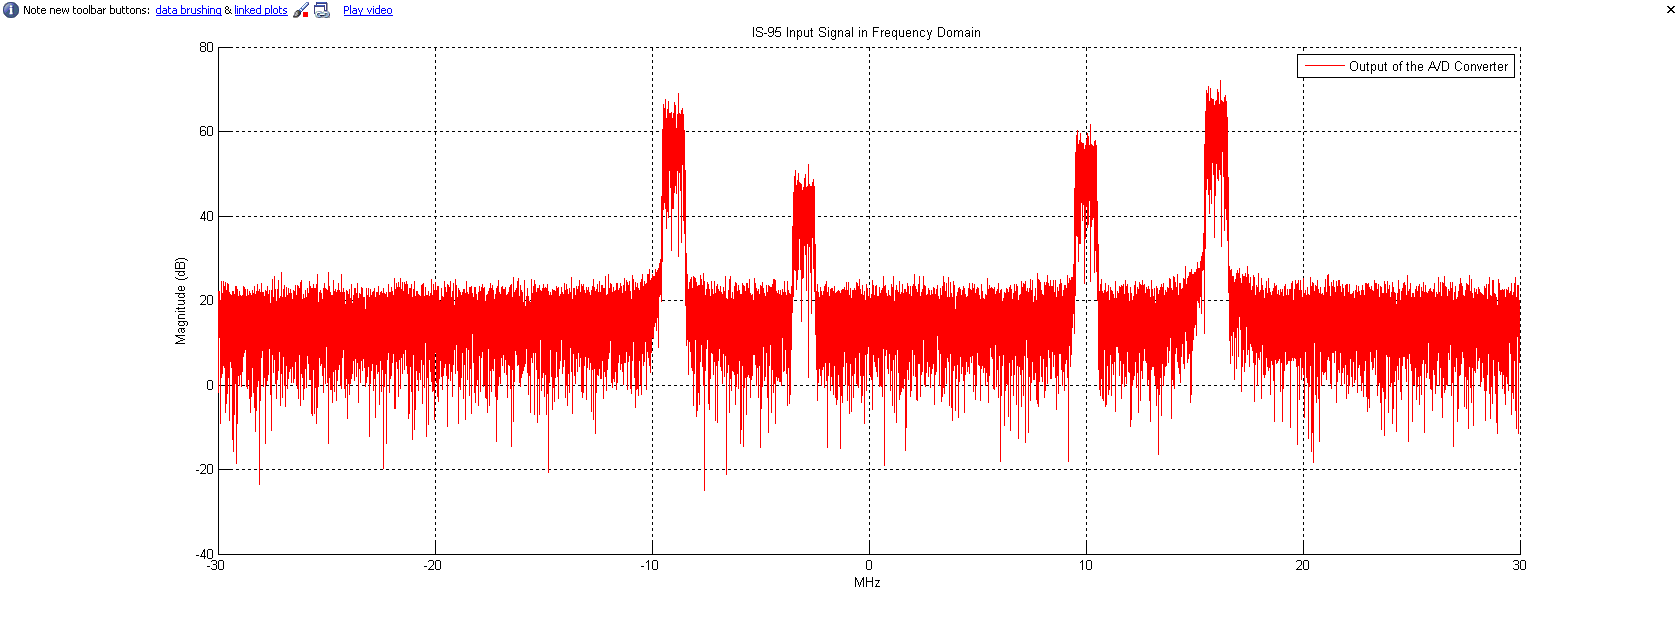 Note new toolbar buttons: data brushing & linked plots Play video
IS-95 Input Signal in Frequency Domain
Output of the A/D Converter
80
60
40
20
0
-20
-40
Magnitude (dB)
-30 -20 -10 0 10 20 30
MHz